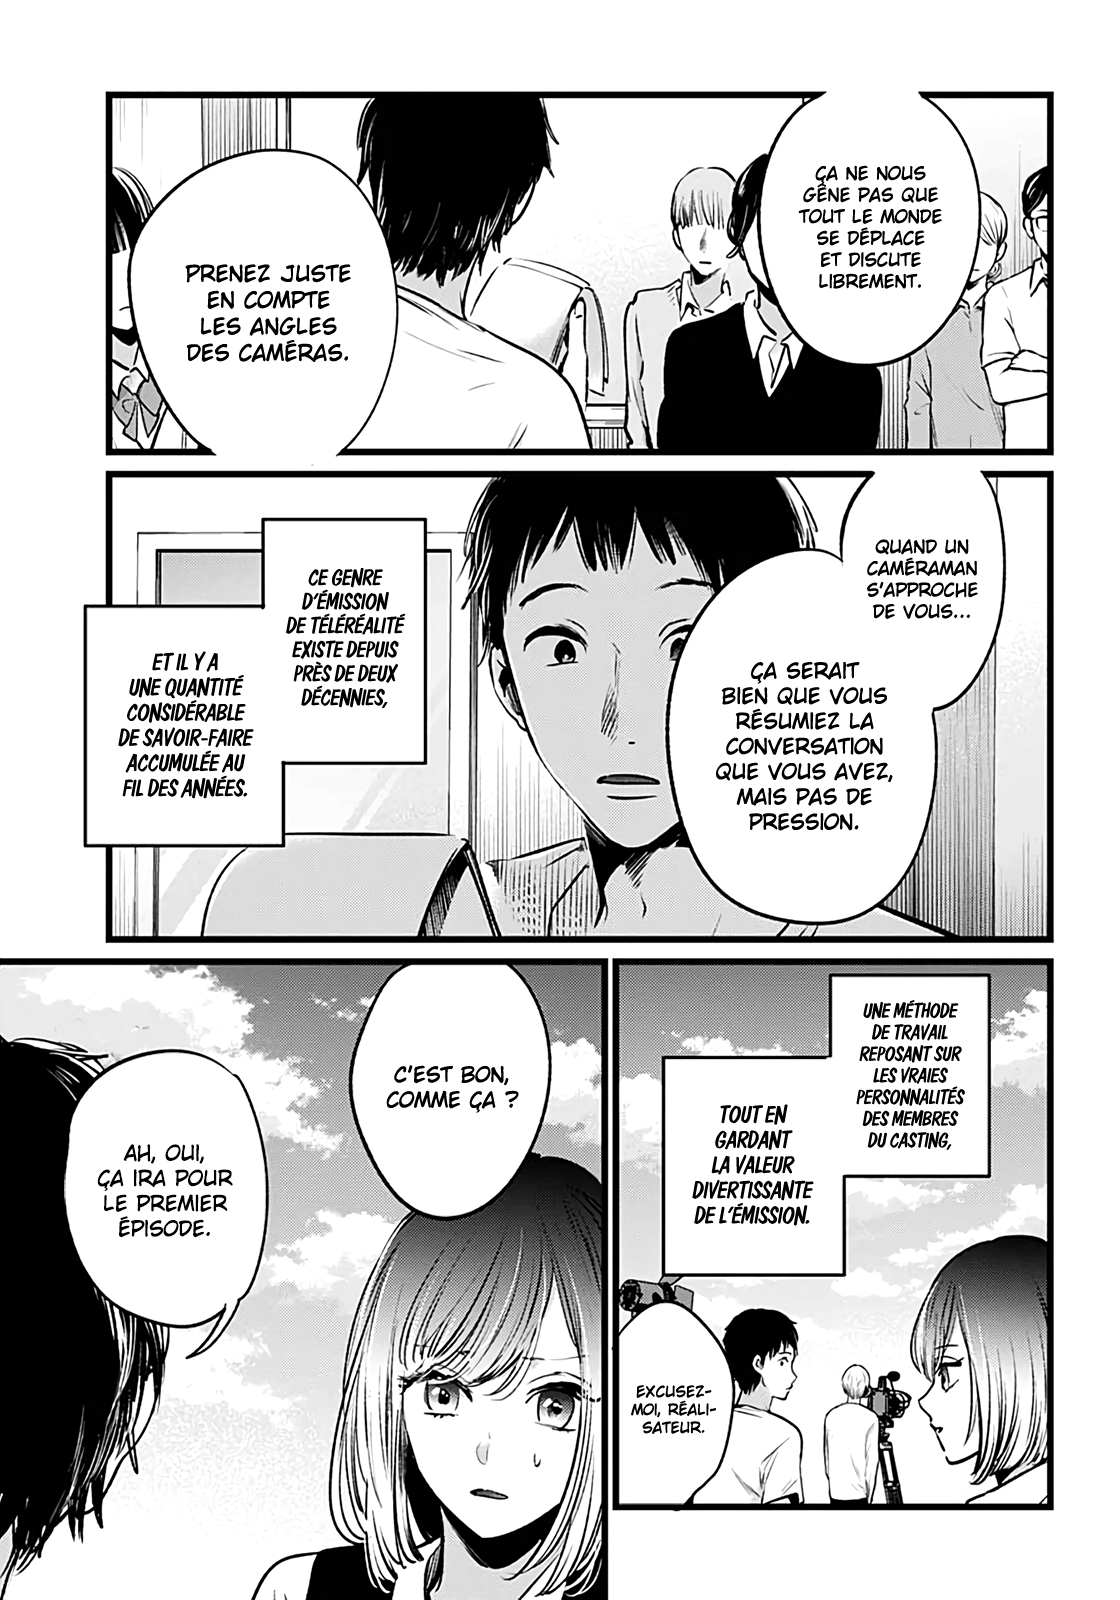 ÇA NE NOUS
GÊNE PAS QUE
TOUT LE MONDE
SE DÉPLACE
ET DISCUTE
LIBREMENT.
PRENEZ JUSTE
EN COMPTE
LES ANGLES
DES CAMÉRAS.
QUAND UN
CAMÉRAMAN
S'APPROCHE
DE VOUS...
ÇA SERAIT
BIEN QUE VOUS
RÉSUMIEZ LA
CONVERSATION
QUE VOUS AVEZ,
MAIS PAS DE
PRESSION.
CE GENRE
D'ÉMISSION
DE TÉLÉRÉALITÉ
EXISTE DEPUIS
PRÈS DE DEUX
DÉCENNIES,
ET IL Y A
UNE QUANTITÉ
CONSIDÉRABLE
DE SAVOIR-FAIRE
ACCUMULÉE AU
FIL DES ANNÉES.
UNE MÉTHODE
DE TRAVAIL
REPOSANT SUR
LES VRAIES
PERSONNALITÉS
DES MEMBRES
DU CASTING,
TOUT EN
GARDANT
LA VALEUR
DIVERTISSANTE
DE L'ÉMISSION.
EXCUSEZ-
MOI, RÉALI-
SATEUR.
C'EST BON,
COMME ÇA ?
AH, OUI,
ÇA IRA POUR
LE PREMIER
ÉPISODE.